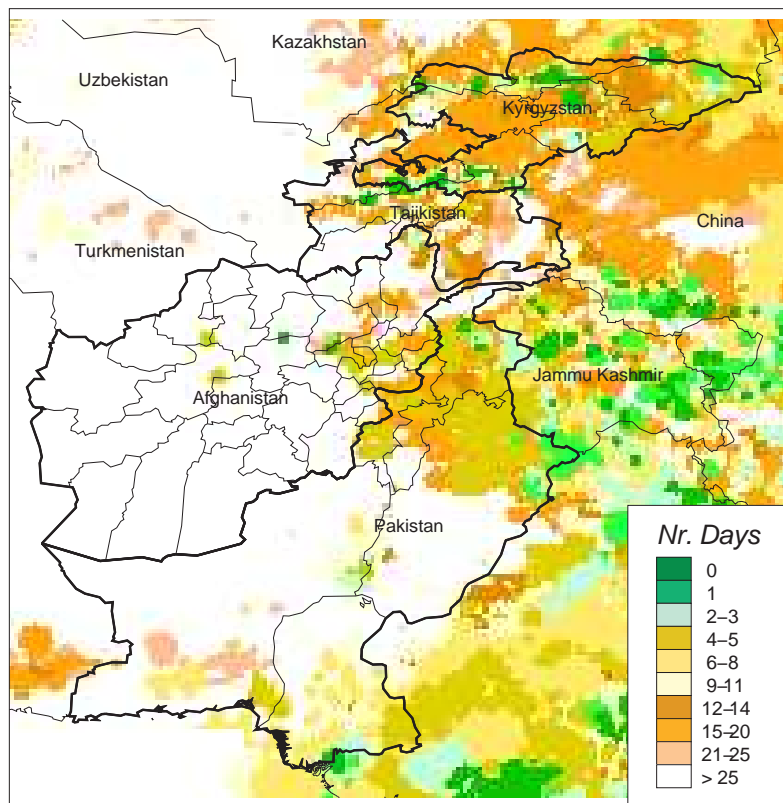 Kazakhstan
Uzbekistan
Kyrgyzstan
Tajikistan
China
Turkmenistan
Jammu Kashmir
Afghanistan
Pakistan
Nr. Days
0
1
2–3
4–5
6–8
9–11
12–14
15–20
21–25
> 25